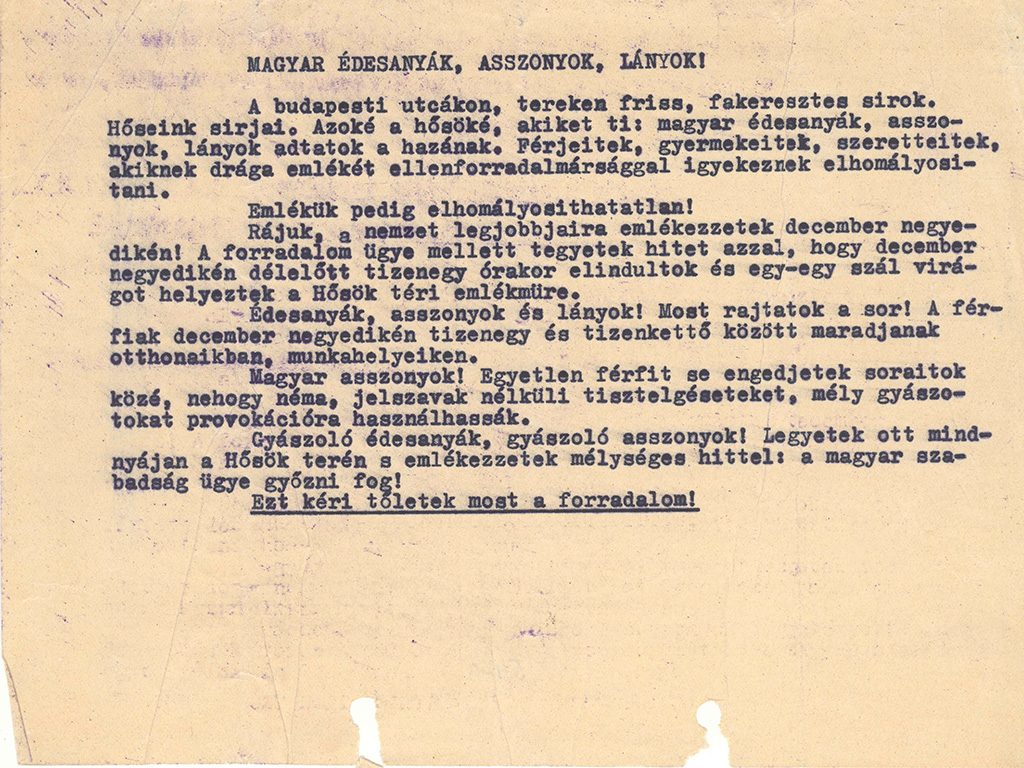 MAGYAR ÉDESANYÁK, ASSZONYOK, LÁNYOK!
A budapesti utcákon, tereken friss, fakeresztes sirok.
Hőseink sirjai. Azoké a hősöké, akiket ti: magyar édesanyák, asszo-
nyok, lányok adtatok a hazának. Férjeitek, gyermekeitek, szeretteitek,
akiknek drága emlékét ellenforradalmársággal igyekeznek elhomályosi-
tani.
Emlékük pedig elhomályosithatatlan!
Rájuk, a nemzet legjobbjaira emlékezzetek december negye-
dikén! A forradalom ügye mellett tegyetek hitet azzal, hogy december
negyedikén délelőtt tizenegy órakor elindultok és egy-egy szál virá-
got helyeztek a Hősök téri emlékmüre.
Édesanyák, asszonyok és lányok! Most rajtatok a sor! A fér-
fiak december negyedikén tizenegy és tizenkettő között maradjanak
otthonaikban, munkahelyeiken.
Magyar asszonyok! Egyetlen férfit se engedjetek soraitok
közé, nehogy néma, jelszavak nélküli tisztelgéseteket, mély gyászo-
tokat provokációra használhassák.
Gyászoló édesanyák, gyászoló asszonyok! Legyetek ott mind-
nyájan a Hősök terén s emlékezzetek mélységes hittel: a magyar sza-
badság ügye győzni fog!
Ezt kéri tőletek most a forradalom!